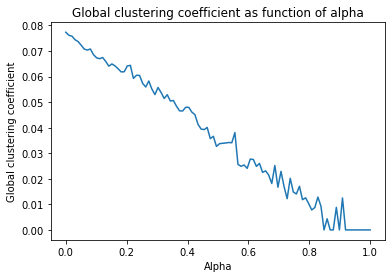 Global clustering coefficient as function of alpha
Global clustering coefficient
0.08
0.07
0.06
0.05
0.04
0.03
0.02
0.01
0.00
0.0 0.2 0.4 0.6 0.8 1.0
Alpha